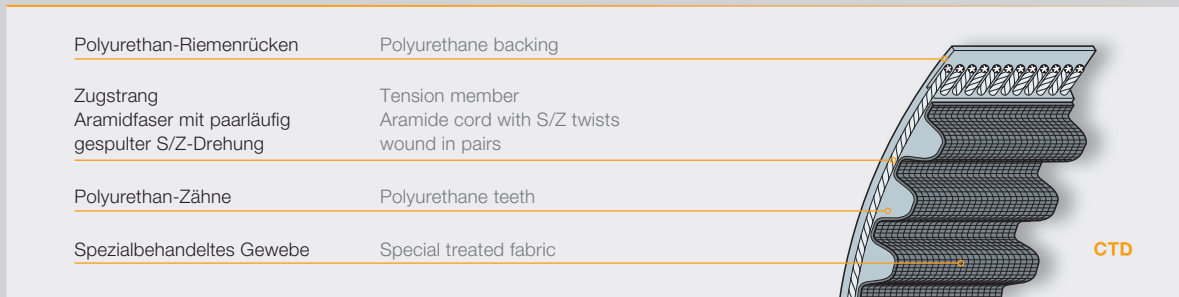 Polyurethan-Riemenrücken
Polyurethane backing
Zugstrang
Aramidfaser mit paarläufig
gespulter S/Z-Drehung
Tension member
Aramide cord with S/Z twists
wound in pairs
Polyurethan-Zähne
Polyurethane teeth
Spezialbehandeltes Gewebe
Special treated fabric
CTD